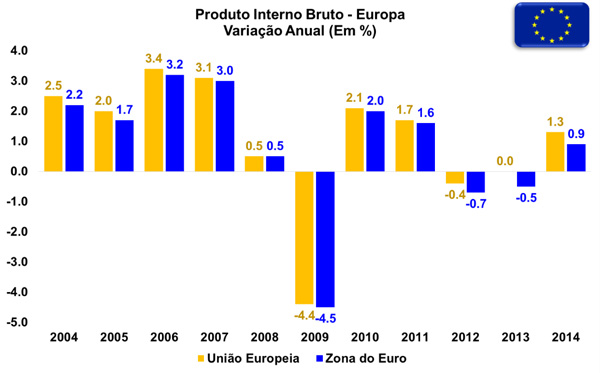 Produto Interno Bruto - Europa
Variação Anual (Em %)
4.0
3.0
2.0
1.0
0.0
-1.0
-2.0
-3.0
-4.0
-5.0
2.5 2.2 2.0 1.7 3.4 3.2 3.1 3.0 0.5 0.5 -4.4 -4.5 2.1 2.0 1.7 1.6 -0.4 -0.7 0.0 -0.5 1.3 0.9
2004 2005 2006 2007 2008 2009 2010 2011 2012 2013 2014
União Europeia Zona do Euro